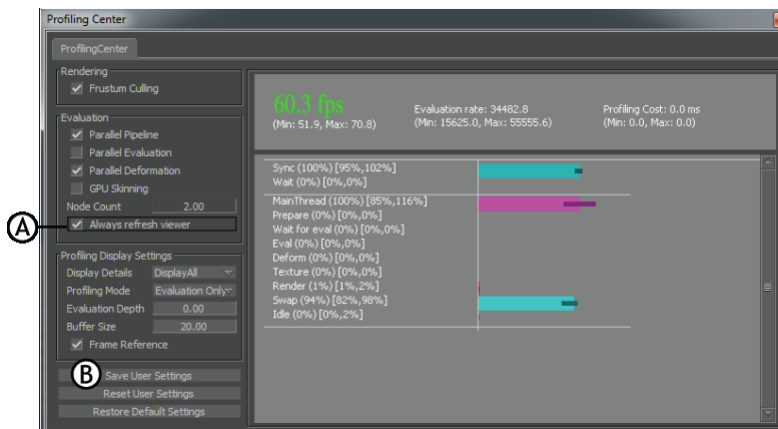 Profiling Center
ProfilingCenter
Rendering
Frustum Culling
Evaluation
Parallel Pipeline
Parallel Evaluation
Parallel Deformation
GPU Skinning
Node Count 2.00
A Always refresh viewer
Profiling Display Settings
Display Details DisplayAll
Profiling Mode Evaluation Only
Evaluation Depth 0.00
Buffer Size 20.00
Frame Reference
B Save User Settings
Reset User Settings
Restore Default Settings
60.3 fps
(Min: 51.9, Max: 70.8)
Evaluation rate: 34482.8
(Min: 15625.0, Max: 55555.6)
Profiling Cost: 0.0 ms
(Min: 0.0, Max: 0.0)
Sync (100%) [95%,102%]
Wait (0%) [0%,0%]
MainThread (100%) [85%,116%]
Prepare (0%) [0%,0%]
Wait for eval (0%) [0%,0%]
Eval (0%) [0%,0%]
Deform (0%) [0%,0%]
Texture (0%) [0%,0%]
Render (1%) [1%,2%]
Swap (94%) [82%,98%]
Idle (0%) [0%,2%]